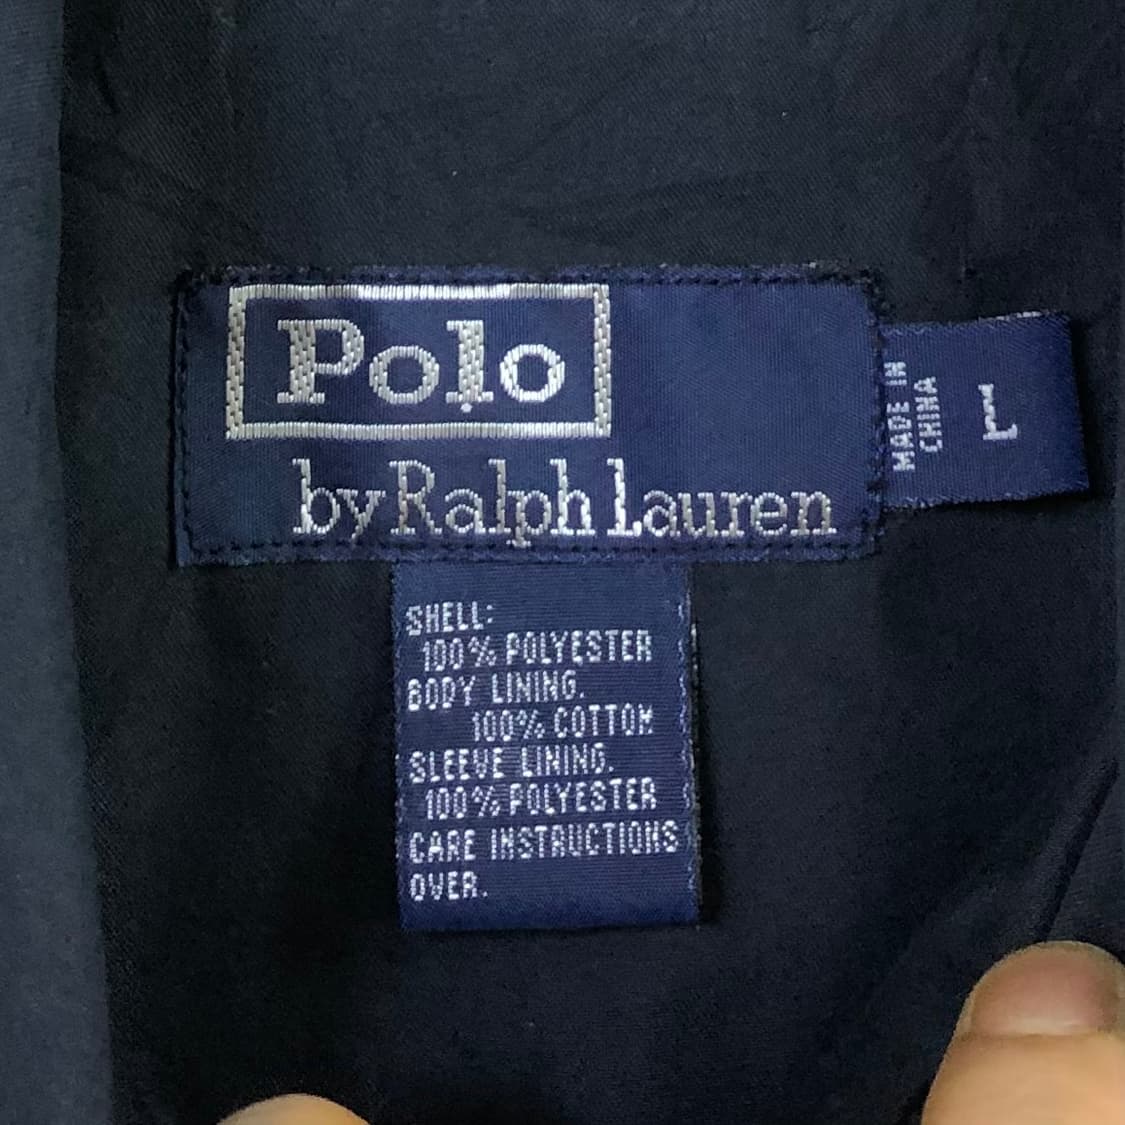 Polo
by Ralph Lauren
MADE IN
CHINA
L
SHELL:
100% POLYESTER
BODY LINING.
100% COTTON
SLEEVE LINING.
100% POLYESTER
CARE INSTRUCTIONS
OVER.